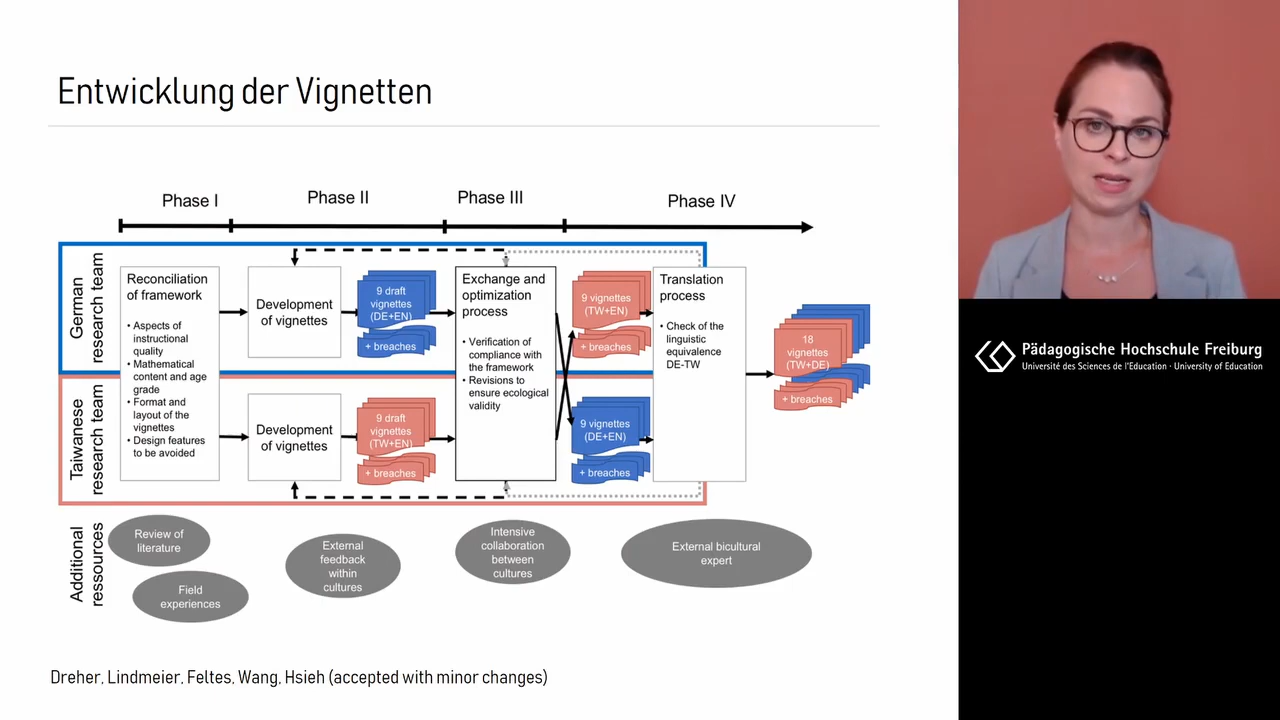 Entwicklung der Vignetten
Phase I
Phase II
Phase III
Phase IV
German
research team
Reconciliation
of framework
• Aspects of
instructional
quality
• Mathematical
content and age
grade
• Format and
layout of the
vignettes
• Design features
to be avoided
Development
of vignettes
9 draft
vignettes
(DE+EN)
+ breaches
Exchange and
optimization
process
• Verification of
compliance with
the framework
• Revisions to
ensure ecological
validity
9 vignettes
(TW+EN)
+ breaches
Translation
process
• Check of the
linguistic
equivalence
DE-TW
18
vignettes
(TW+DE)
+ breaches
Taiwanese
research team
Development
of vignettes
9 draft
vignettes
(TW+EN)
+ breaches
9 vignettes
(DE+EN)
+ breaches
Additional
ressources
Review of
literature
Field
experiences
External
feedback
within
cultures
Intensive
collaboration
between
cultures
External bicultural
expert
Dreher, Lindmeier, Feltes, Wang, Hsieh (accepted with minor changes)
Pädagogische Hochschule Freiburg
Université des Sciences de l'Education · University of Education